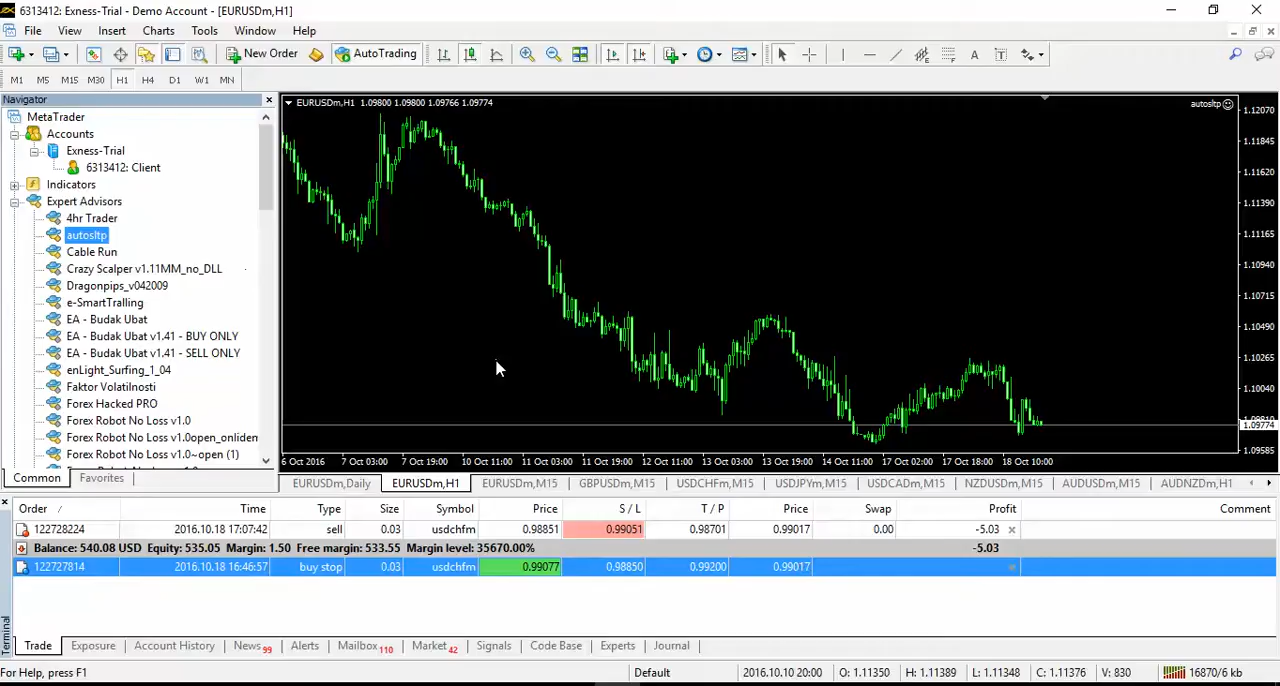 6313412: Exness-Trial - Demo Account - [EURUSDm,H1]
File View Insert Charts Tools Window Help
New Order AutoTrading A T
M1 M5 M15 M30 H1 H4 D1 W1 MN
Navigator
MetaTrader
Accounts
Exness-Trial
6313412: Client
Indicators
Expert Advisors
4hr Trader
autosltp
Cable Run
Crazy Scalper v1.11MM_no_DLL
Dragonpips_v042009
e-SmartTralling
EA - Budak Ubat
EA - Budak Ubat v1.41 - BUY ONLY
EA - Budak Ubat v1.41 - SELL ONLY
enLight_Surfing_1_04
Faktor Volatilnosti
Forex Hacked PRO
Forex Robot No Loss v1.0
Forex Robot No Loss v1.0open_onlidem
Forex Robot No Loss v1.0~open (1)
Common Favorites
EURUSDm,H1 1.09800 1.09800 1.09766 1.09774
autosltp
1.12070
1.11845
1.11620
1.11390
1.11165
1.10940
1.10715
1.10490
1.10265
1.10040
1.09774
1.09585
6 Oct 2016 7 Oct 03:00 7 Oct 19:00 10 Oct 11:00 11 Oct 03:00 11 Oct 19:00 12 Oct 11:00 13 Oct 03:00 13 Oct 19:00 14 Oct 11:00 17 Oct 02:00 17 Oct 18:00 18 Oct 10:00
EURUSDm,Daily EURUSDm,H1 EURUSDm,M15 GBPUSDm,M15 USDCHFm,M15 USDJPYm,M15 USDCADm,M15 NZDUSDm,M15 AUDUSDm,M15 AUDNZDm,H1
Order / Time Type Size Symbol Price S / L T / P Price Swap Profit Comment
122728224 2016.10.18 17:07:42 sell 0.03 usdchfm 0.98851 0.99051 0.98701 0.99017 0.00 -5.03
Balance: 540.08 USD Equity: 535.05 Margin: 1.50 Free margin: 533.55 Margin level: 35670.00% -5.03
122727814 2016.10.18 16:46:57 buy stop 0.03 usdchfm 0.99077 0.98850 0.99200 0.99017
Terminal
Trade Exposure Account History News 99 Alerts Mailbox 110 Market 42 Signals Code Base Experts Journal
For Help, press F1 Default 2016.10.10 20:00 O: 1.11350 H: 1.11389 L: 1.11348 C: 1.11376 V: 830 16870/6 kb